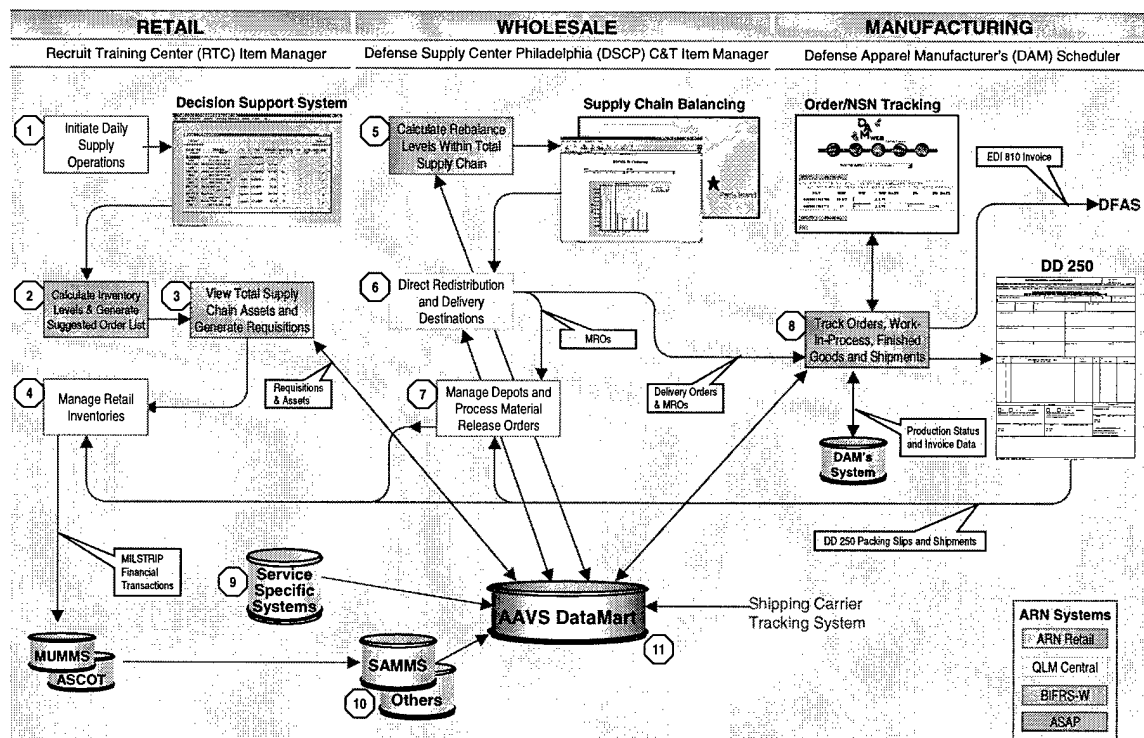 RETAIL
Recruit Training Center (RTC) Item Manager
WHOLESALE
Defense Supply Center Philadelphia (DSCP) C&T Item Manager
MANUFACTURING
Defense Apparel Manufacturer's (DAM) Scheduler
1
Initiate Daily
Supply
Operations
Decision Support System
5
Calculate Rebalance
Levels Within Total
Supply Chain
Supply Chain Balancing
Order/NSN Tracking
EDI 810 Invoice
DFAS
DD 250
2
Calculate Inventory
Levels & Generate
Suggested Order List
3
View Total Supply
Chain Assets and
Generate Requisitions
6
Direct Redistribution
and Delivery
Destinations
MROs
8
Track Orders, Work-
In-Process, Finished
Goods and Shipments
4
Manage Retail
Inventories
Requisitions
& Assets
7
Manage Depots and
Process Material
Release Orders
Delivery Orders
& MROs
Production Status
and Invoice Data
DAM's
System
DD 250 Packing Slips and Shipments
MILSTRIP
Financial
Transactions
9
Service
Specific
Systems
AAVS DataMart
11
Shipping Carrier
Tracking System
MUMMS
ASCOT
SAMMS
Others
10
ARN Systems
ARN Retail
QLM Central
BIFRS-W
ASAP